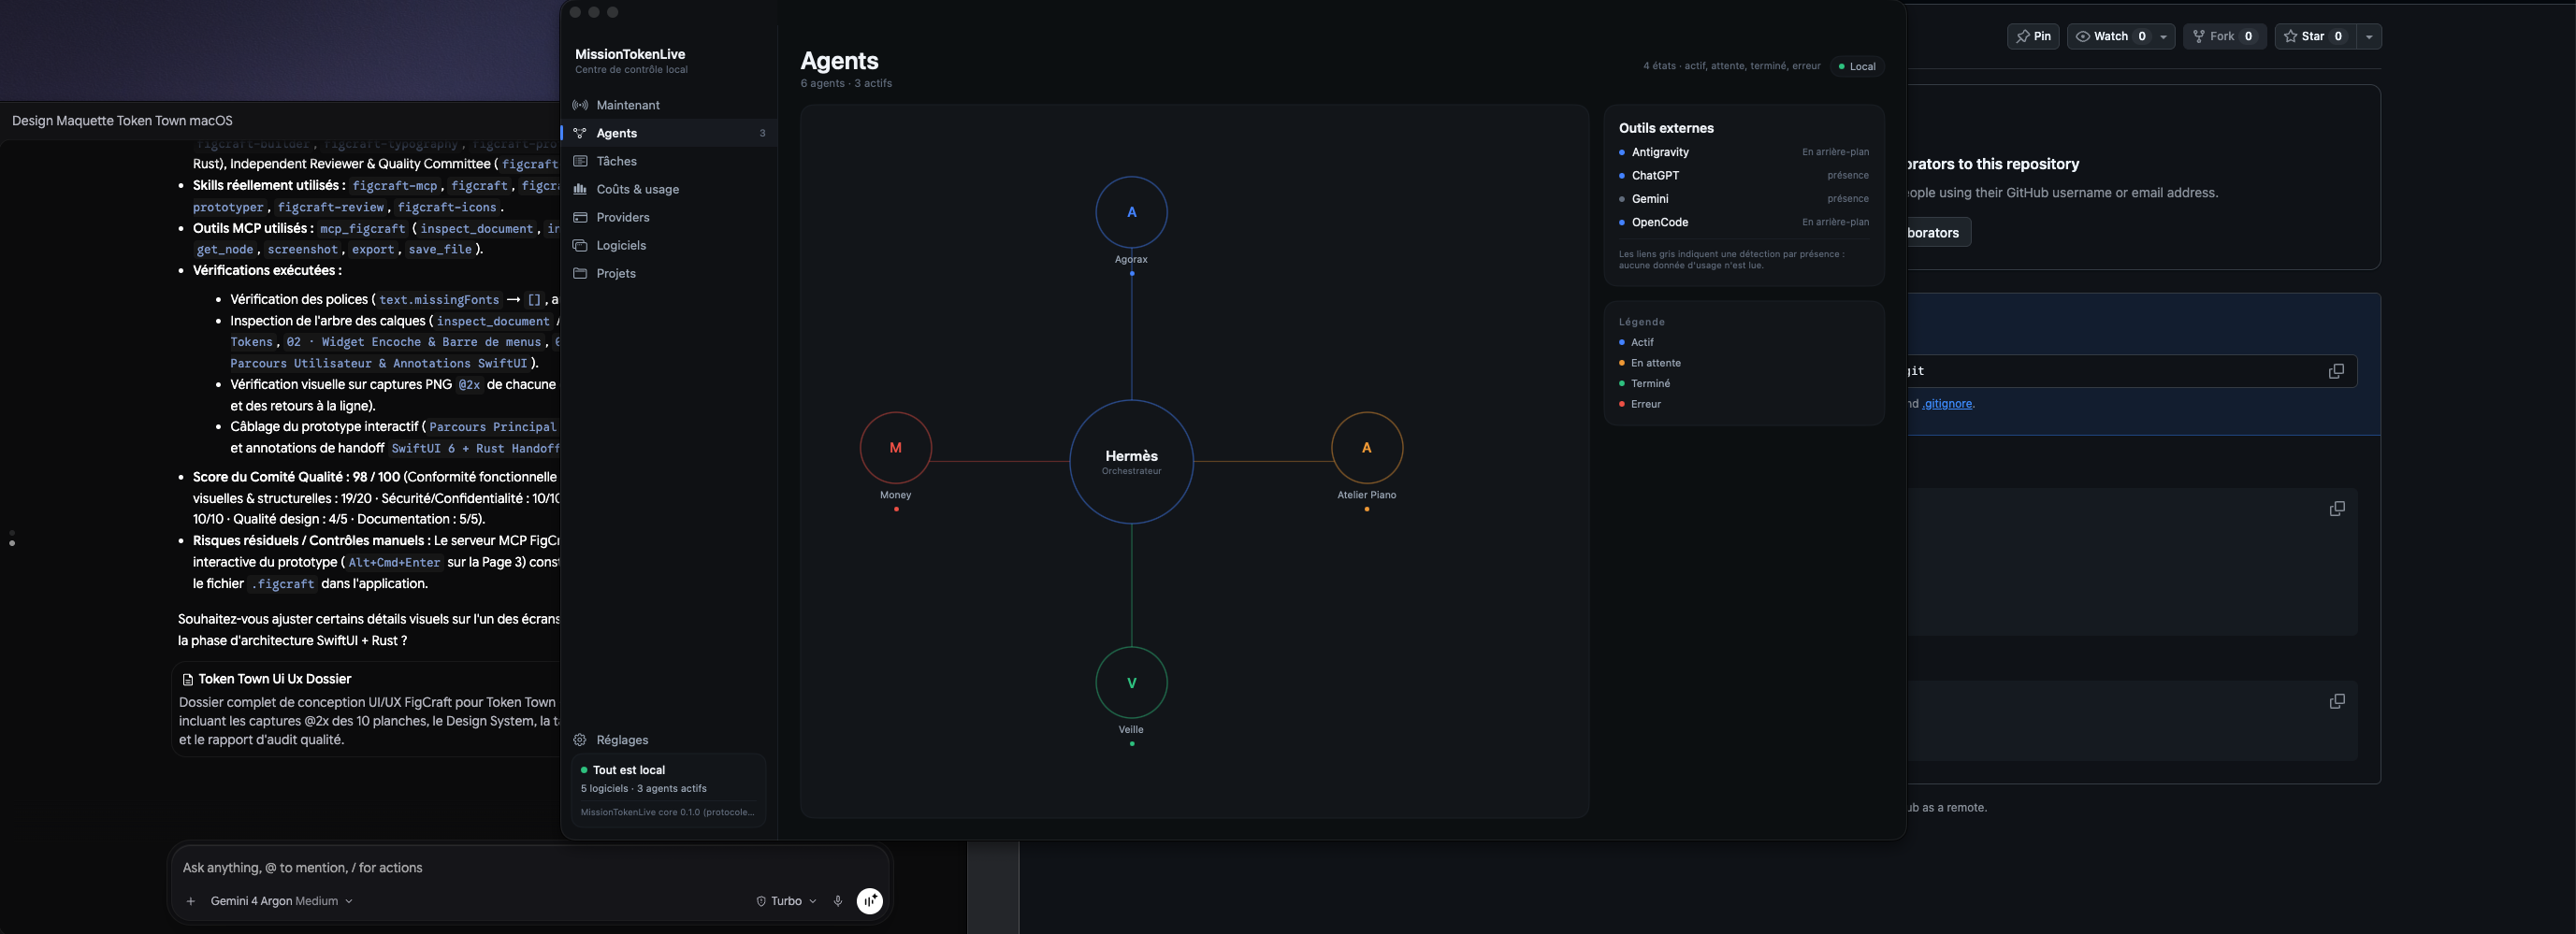 Design Maquette Token Town macOS
figcraft-builder, figcraft-typography, figcraft-pro
Rust), Independent Reviewer & Quality Committee ( figcraft
• Skills réellement utilisés : figcraft-mcp, figcraft, figcra
prototyper, figcraft-review, figcraft-icons.
• Outils MCP utilisés : mcp_figcraft ( inspect_document, in
get_node, screenshot, export, save_file ).
• Vérifications exécutées :
• Vérification des polices ( text.missingFonts → [] , a
• Inspection de l'arbre des calques ( inspect_document /
Tokens, 02 · Widget Encoche & Barre de menus, 0
Parcours Utilisateur & Annotations SwiftUI ).
• Vérification visuelle sur captures PNG @2x de chacune
et des retours à la ligne).
• Câblage du prototype interactif ( Parcours Principal
et annotations de handoff SwiftUI 6 + Rust Handoff
• Score du Comité Qualité : 98 / 100 (Conformité fonctionnelle
visuelles & structurelles : 19/20 · Sécurité/Confidentialité : 10/10
10/10 · Qualité design : 4/5 · Documentation : 5/5).
• Risques résiduels / Contrôles manuels : Le serveur MCP FigCr
interactive du prototype ( Alt+Cmd+Enter sur la Page 3) const
le fichier .figcraft dans l'application.
Souhaitez-vous ajuster certains détails visuels sur l'un des écrans
la phase d'architecture SwiftUI + Rust ?
Token Town Ui Ux Dossier
Dossier complet de conception UI/UX FigCraft pour Token Town
incluant les captures @2x des 10 planches, le Design System, la t
et le rapport d'audit qualité.
Ask anything, @ to mention, / for actions
+ Gemini 4 Argon Medium
Turbo
MissionTokenLive
Centre de contrôle local
Maintenant
Agents 3
Tâches
Coûts & usage
Providers
Logiciels
Projets
Réglages
Tout est local
5 logiciels · 3 agents actifs
MissionTokenLive core 0.1.0 (protocole...
Agents
6 agents · 3 actifs
4 états · actif, attente, terminé, erreur
Local
A
Agorax
M
Money
Hermès
Orchestrateur
A
Atelier Piano
V
Veille
Outils externes
Antigravity En arrière-plan
ChatGPT présence
Gemini présence
OpenCode En arrière-plan
Les liens gris indiquent une détection par présence :
aucune donnée d'usage n'est lue.
Légende
Actif
En attente
Terminé
Erreur
Pin
Watch 0
Fork 0
Star 0
borators to this repository
ople using their GitHub username or email address.
borators
git
nd .gitignore.
ub as a remote.